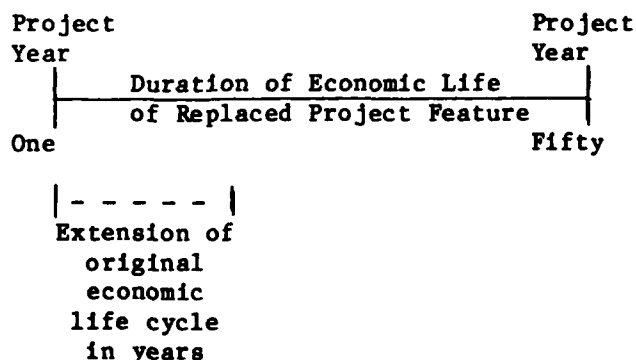 Project Project
Year Year
Duration of Economic Life
of Replaced Project Feature
One Fifty
Extension of
original
economic
life cycle
in years